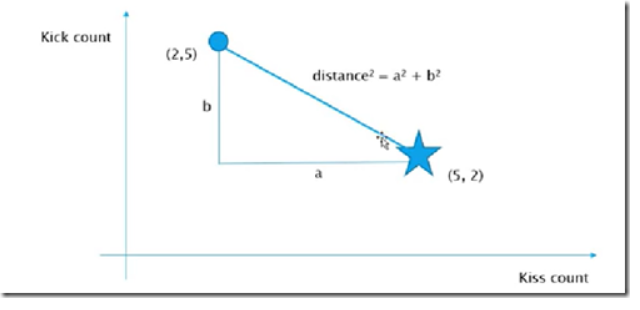 Kick count
(2,5)
distance² = a² + b²
b
a
(5, 2)
Kiss count